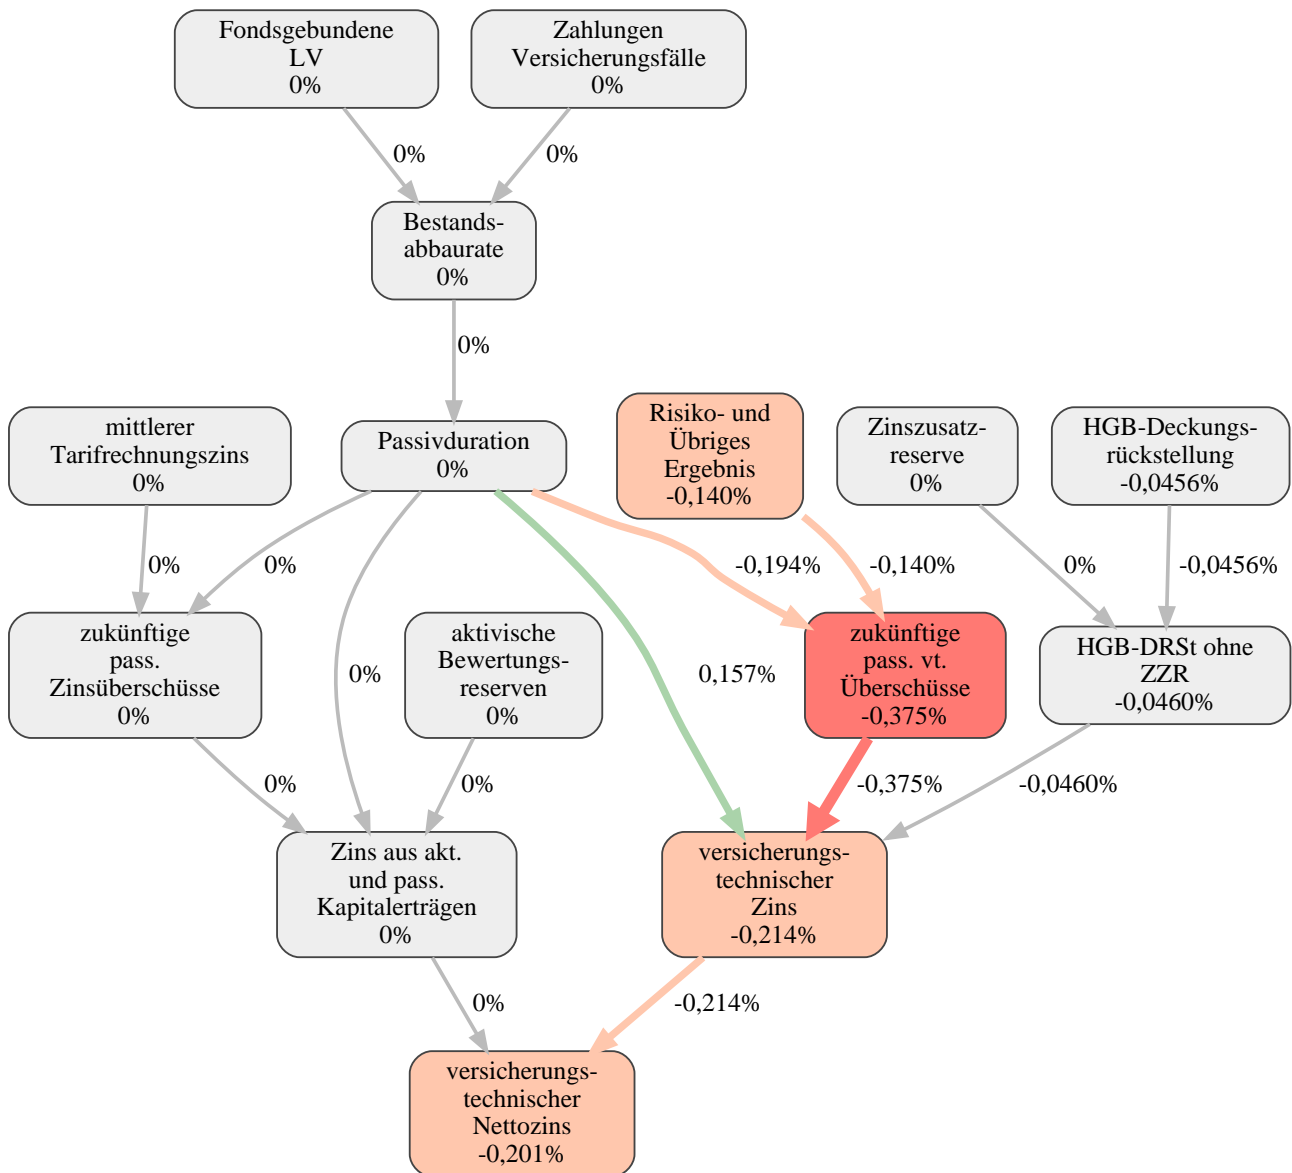 Fondsgebundene
LV
0%
Zahlungen
Versicherungsfälle
0%
0%
0%
Bestands-
abbaurate
0%
0%
mittlerer
Tarifrechnungszins
0%
Passivduration
0%
Risiko- und
Übriges
Ergebnis
-0,140%
Zinszusatz-
reserve
0%
HGB-Deckungs-
rückstellung
-0,0456%
0%
0%
-0,194%
-0,140%
0%
-0,0456%
zukünftige
pass.
Zinsüberschüsse
0%
0%
aktivische
Bewertungs-
reserven
0%
0,157%
zukünftige
pass. vt.
Überschüsse
-0,375%
HGB-DRSt ohne
ZZR
-0,0460%
0%
0%
-0,375%
-0,0460%
Zins aus akt.
und pass.
Kapitalerträgen
0%
versicherungs-
technischer
Zins
-0,214%
0%
-0,214%
versicherungs-
technischer
Nettozins
-0,201%